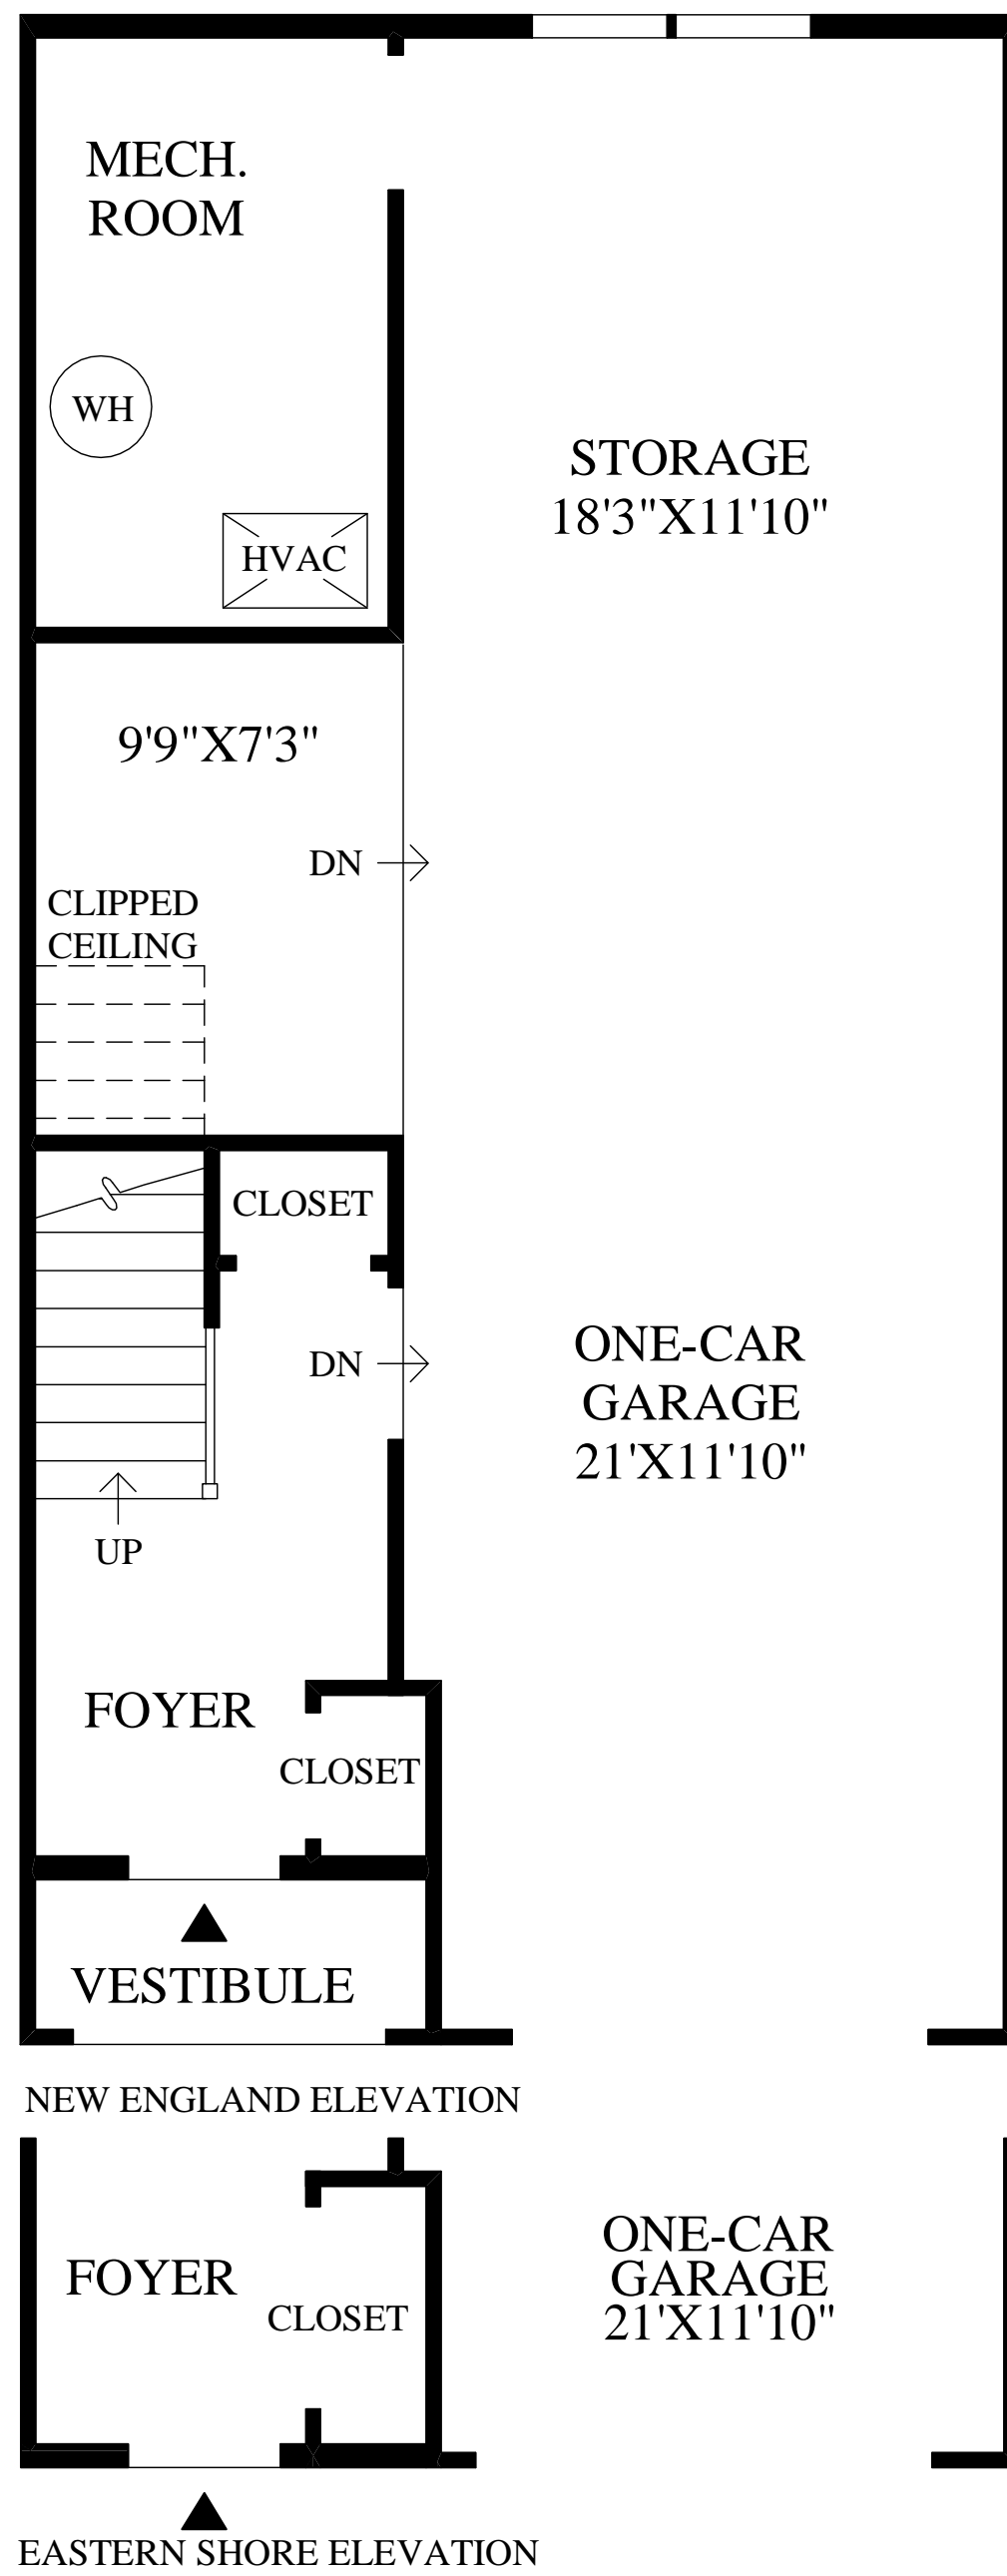 MECH.
ROOM
WH
STORAGE
18'3"X11'10"
HVAC
9'9"X7'3"
DN
CLIPPED
CEILING
CLOSET
DN
ONE-CAR
GARAGE
21'X11'10"
UP
FOYER
CLOSET
VESTIBULE
NEW ENGLAND ELEVATION
FOYER
CLOSET
ONE-CAR
GARAGE
21'X11'10"
EASTERN SHORE ELEVATION